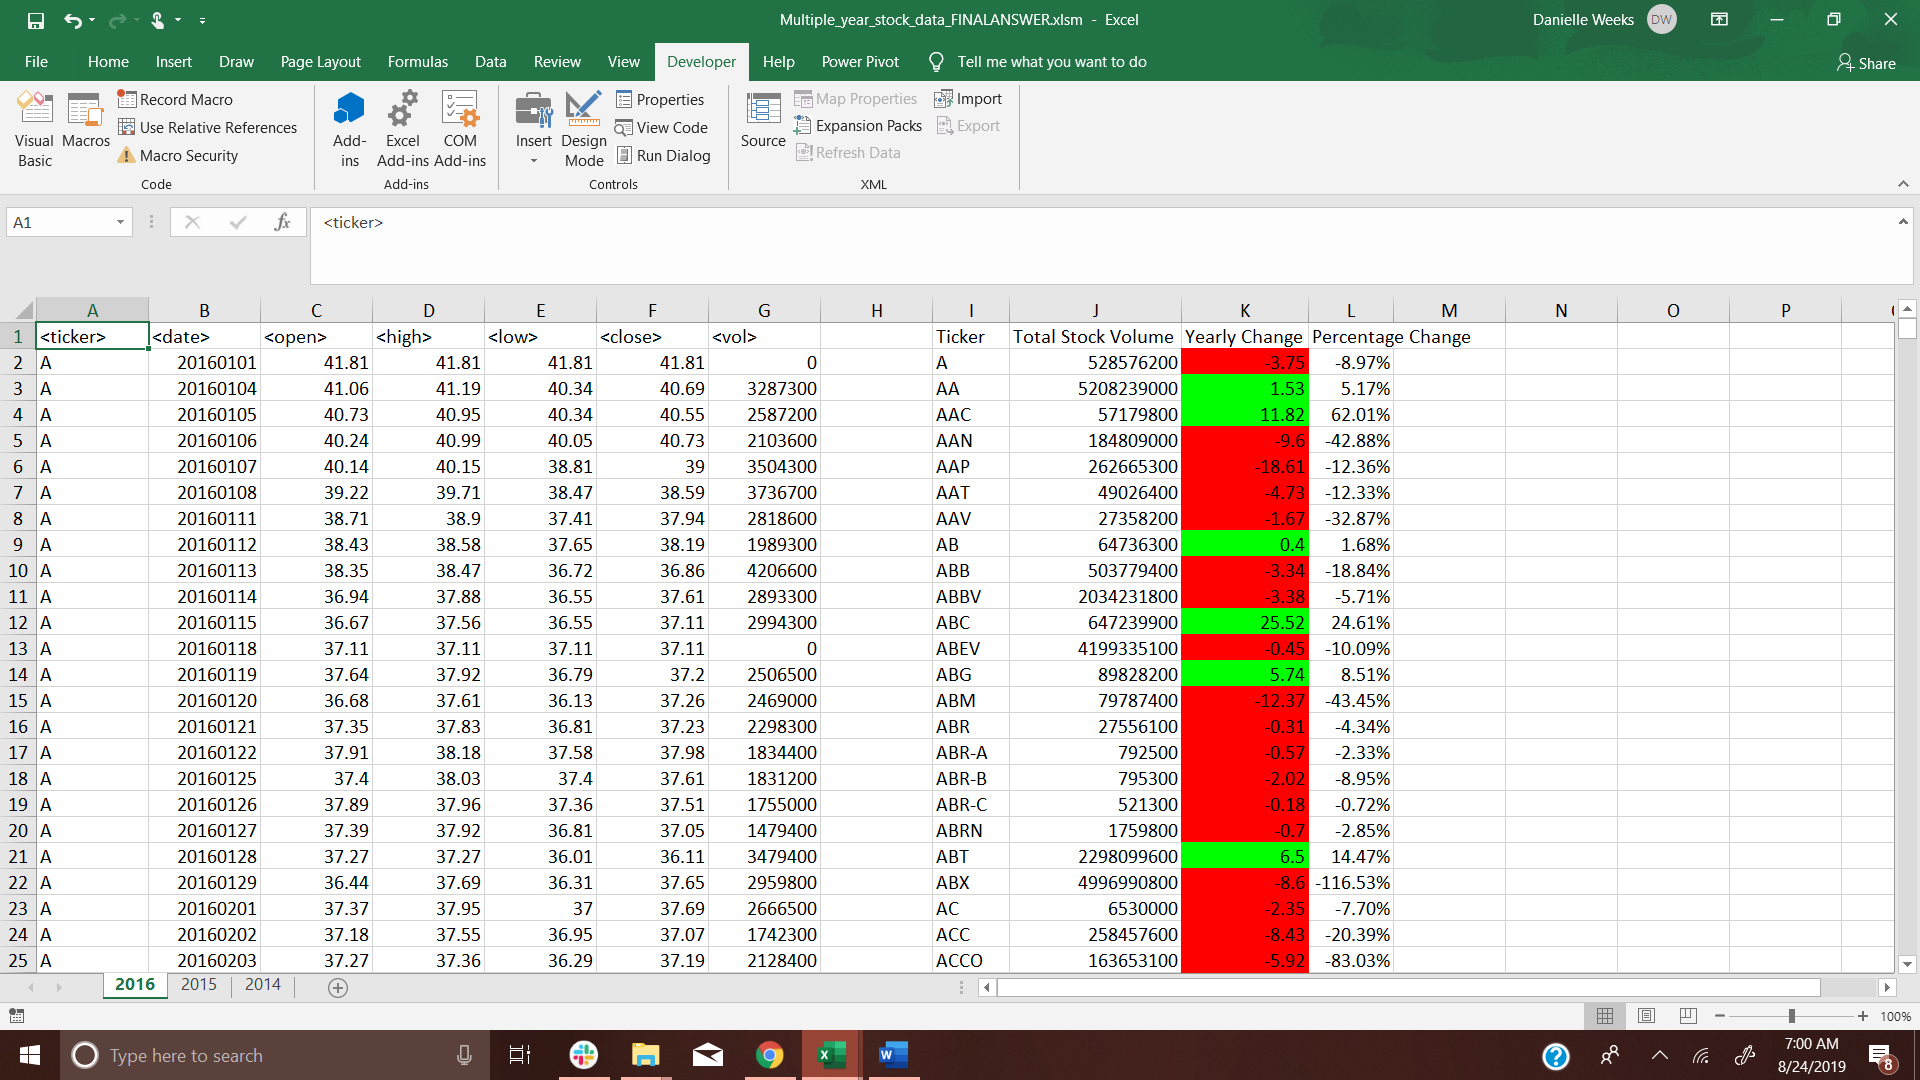 Multiple_year_stock_data_FINALANSWER.xlsm - Excel
Danielle Weeks DW
File Home Insert Draw Page Layout Formulas Data Review View Developer Help Power Pivot Tell me what you want to do
Share
Visual Basic
Macros
Record Macro
Use Relative References
Macro Security
Code
Add-ins
Excel Add-ins
COM Add-ins
Add-ins
Insert
Design Mode
Properties
View Code
Run Dialog
Controls
Source
Map Properties
Expansion Packs
Refresh Data
Import
Export
XML
A1
fx
<ticker>
A B C D E F G H I J K L M N O P
1 <ticker> <date> <open> <high> <low> <close> <vol> Ticker Total Stock Volume Yearly Change Percentage Change
2 A 20160101 41.81 41.81 41.81 41.81 0 A 528576200 -3.75 -8.97%
3 A 20160104 41.06 41.19 40.34 40.69 3287300 AA 5208239000 1.53 5.17%
4 A 20160105 40.73 40.95 40.34 40.55 2587200 AAC 57179800 11.82 62.01%
5 A 20160106 40.24 40.99 40.05 40.73 2103600 AAN 184809000 -9.6 -42.88%
6 A 20160107 40.14 40.15 38.81 39 3504300 AAP 262665300 -18.61 -12.36%
7 A 20160108 39.22 39.71 38.47 38.59 3736700 AAT 49026400 -4.73 -12.33%
8 A 20160111 38.71 38.9 37.41 37.94 2818600 AAV 27358200 -1.67 -32.87%
9 A 20160112 38.43 38.58 37.65 38.19 1989300 AB 64736300 0.4 1.68%
10 A 20160113 38.35 38.47 36.72 36.86 4206600 ABB 503779400 -3.34 -18.84%
11 A 20160114 36.94 37.88 36.55 37.61 2893300 ABBV 2034231800 -3.38 -5.71%
12 A 20160115 36.67 37.56 36.55 37.11 2994300 ABC 647239900 25.52 24.61%
13 A 20160118 37.11 37.11 37.11 37.11 0 ABEV 4199335100 -0.45 -10.09%
14 A 20160119 37.64 37.92 36.79 37.2 2506500 ABG 89828200 5.74 8.51%
15 A 20160120 36.68 37.61 36.13 37.26 2469000 ABM 79787400 -12.37 -43.45%
16 A 20160121 37.35 37.83 36.81 37.23 2298300 ABR 27556100 -0.31 -4.34%
17 A 20160122 37.91 38.18 37.58 37.98 1834400 ABR-A 792500 -0.57 -2.33%
18 A 20160125 37.4 38.03 37.4 37.61 1831200 ABR-B 795300 -2.02 -8.95%
19 A 20160126 37.89 37.96 37.36 37.51 1755000 ABR-C 521300 -0.18 -0.72%
20 A 20160127 37.39 37.92 36.81 37.05 1479400 ABRN 1759800 -0.7 -2.85%
21 A 20160128 37.27 37.27 36.01 36.11 3479400 ABT 2298099600 6.5 14.47%
22 A 20160129 36.44 37.69 36.31 37.65 2959800 ABX 4996990800 -8.6 -116.53%
23 A 20160201 37.37 37.95 37 37.69 2666500 AC 6530000 -2.35 -7.70%
24 A 20160202 37.18 37.55 36.95 37.07 1742300 ACC 258457600 -8.43 -20.39%
25 A 20160203 37.27 37.36 36.29 37.19 2128400 ACCO 163653100 -5.92 -83.03%
2016 2015 2014
100%
Type here to search
7:00 AM
8/24/2019
8